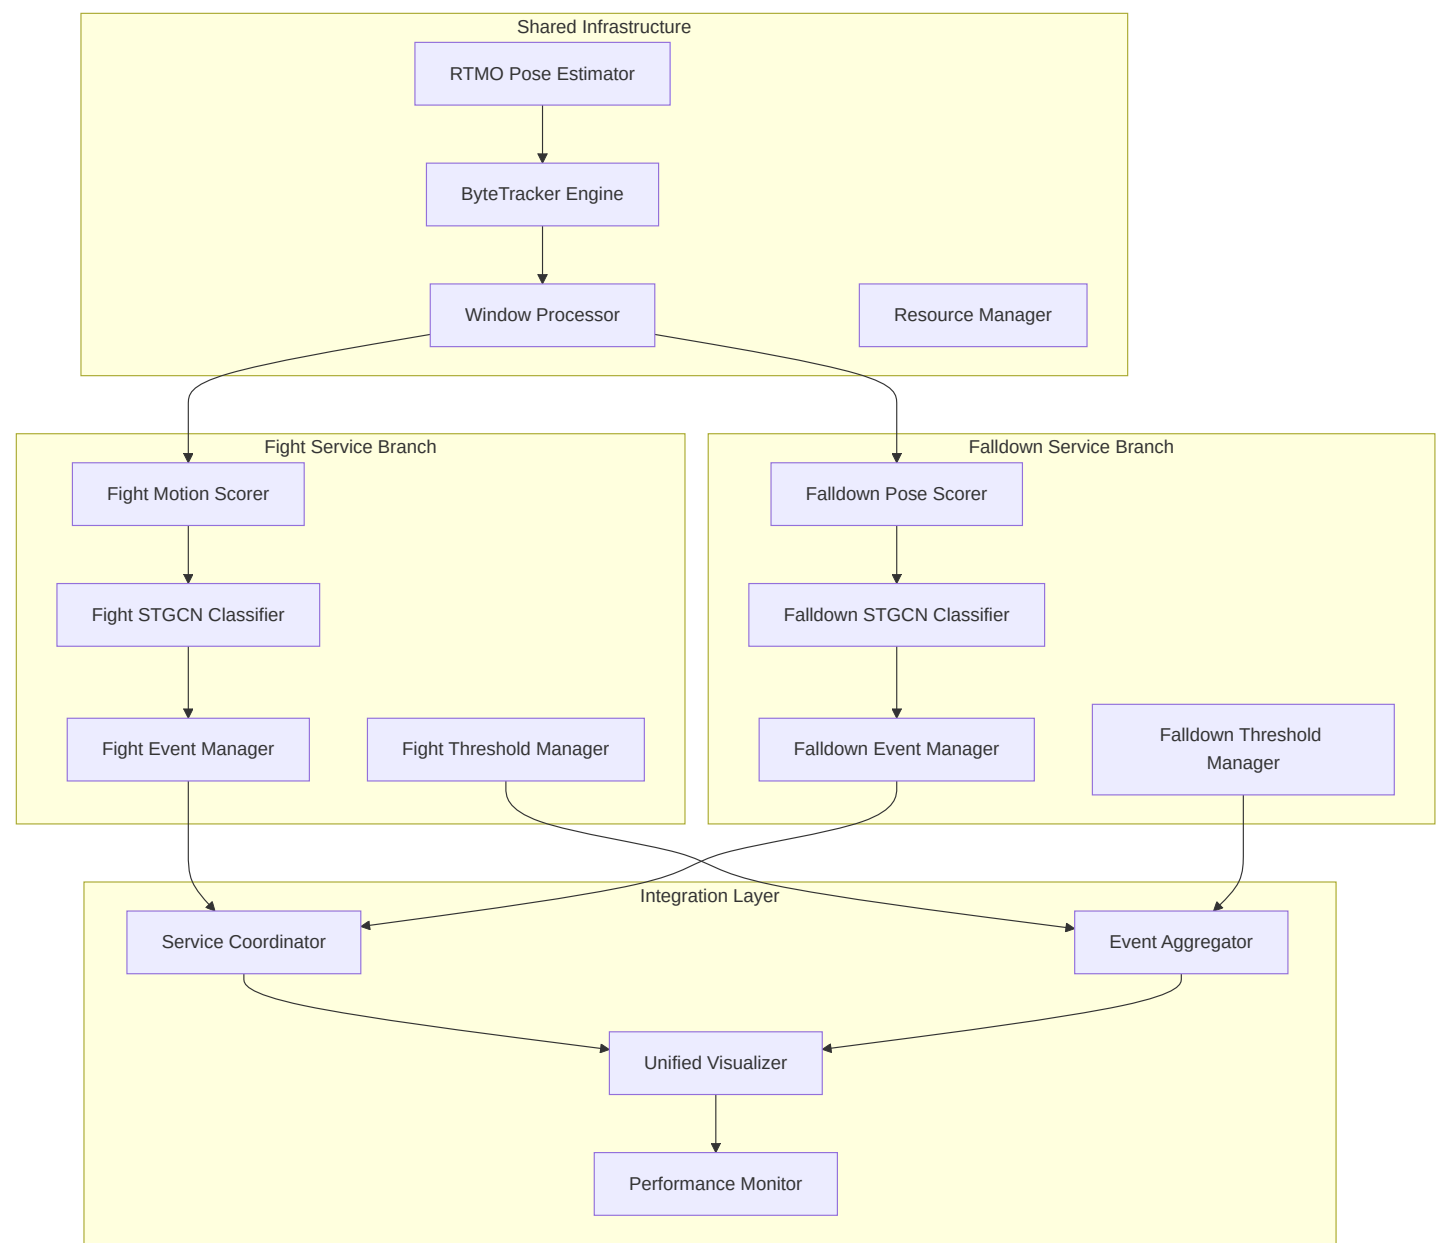 Shared Infrastructure
RTMO Pose Estimator
ByteTracker Engine
Window Processor
Resource Manager
Fight Service Branch
Fight Motion Scorer
Fight STGCN Classifier
Fight Event Manager
Fight Threshold Manager
Falldown Service Branch
Falldown Pose Scorer
Falldown STGCN Classifier
Falldown Event Manager
Falldown Threshold
Manager
Integration Layer
Service Coordinator
Event Aggregator
Unified Visualizer
Performance Monitor